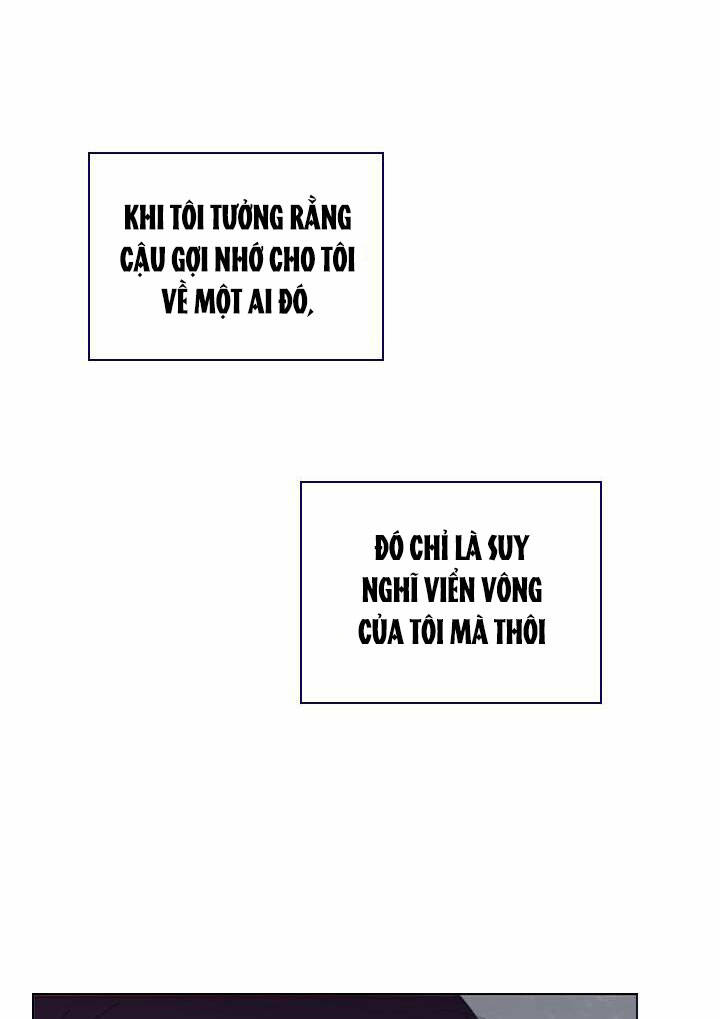 KHI TÔI TƯỞNG RẰNG
CẬU GỢI NHỚ CHO TÔI
VỀ MỘT AI ĐÓ,
ĐÓ CHỈ LÀ SUY
NGHĨ VIỂN VÔNG
CỦA TÔI MÀ THÔI